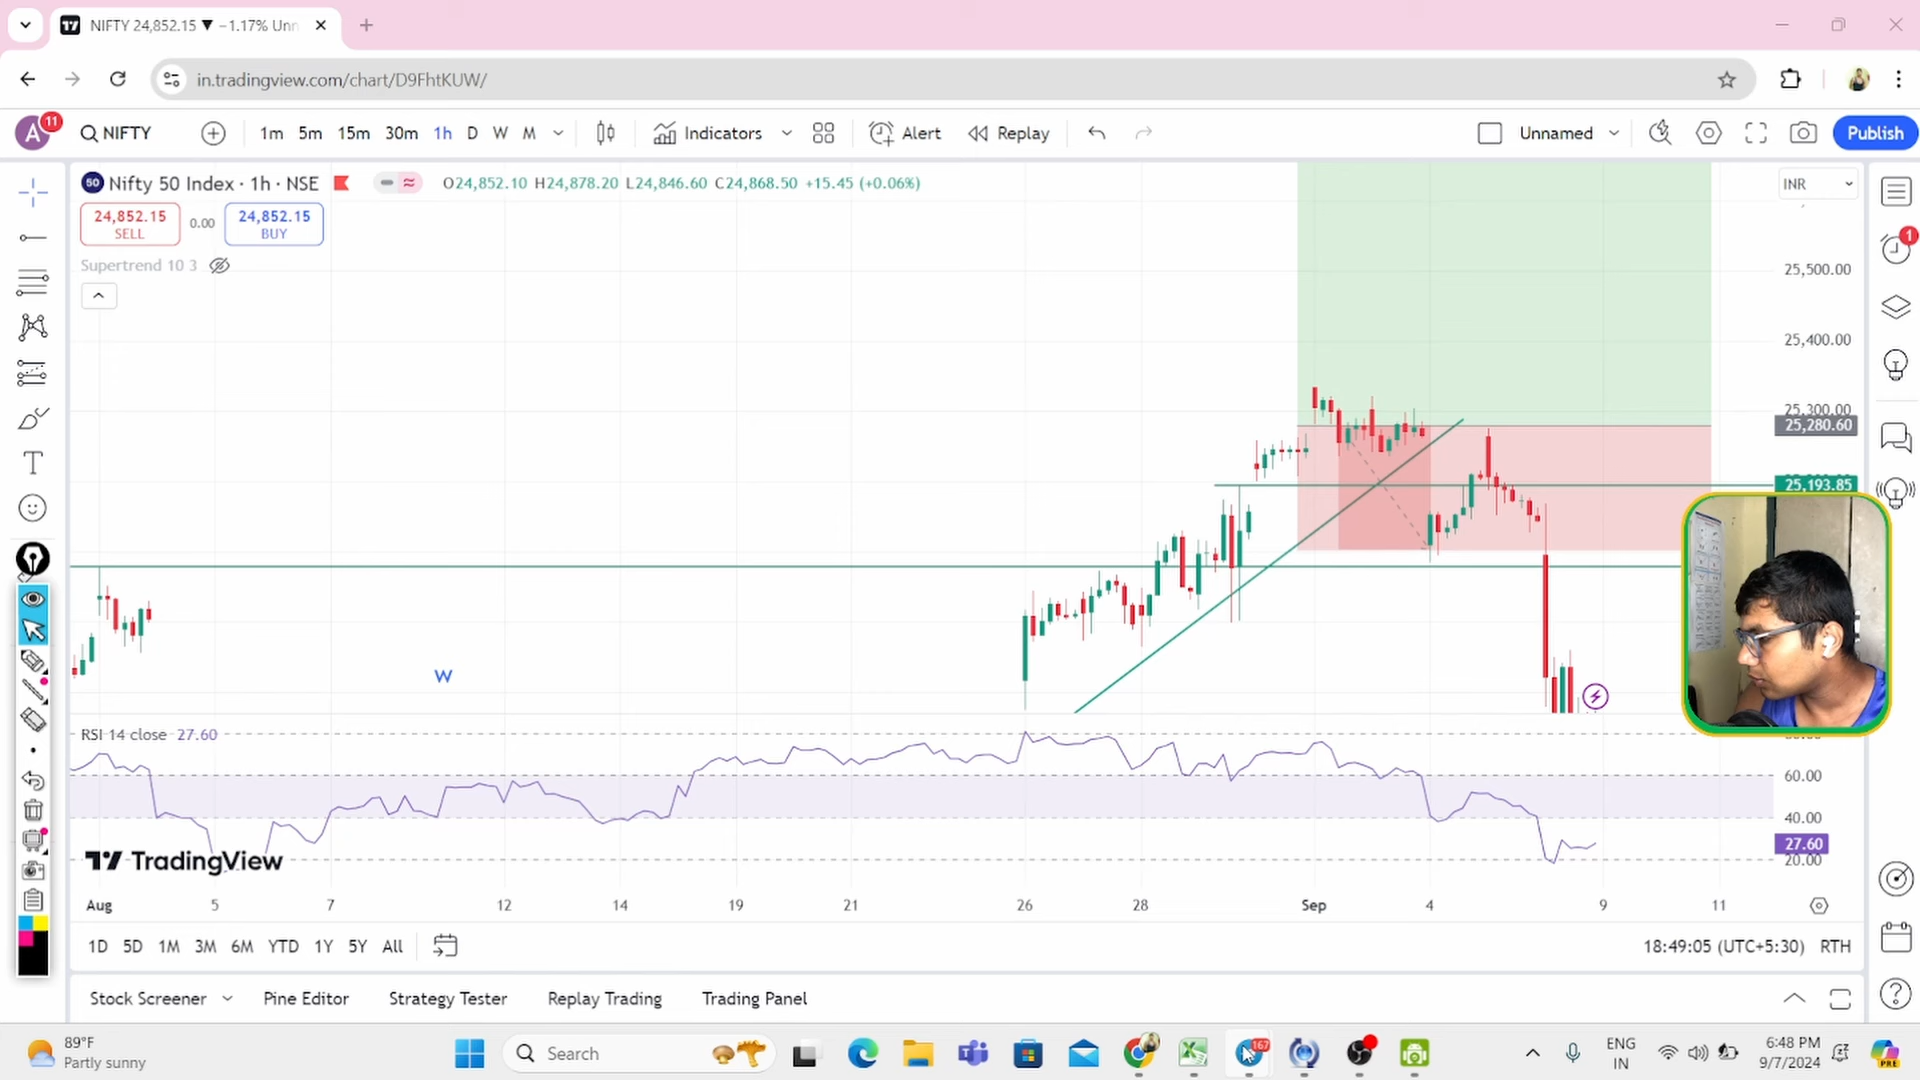 NIFTY 24,852.15 ▼ −1.17% Unn
in.tradingview.com/chart/D9FhtKUW/
A 11 NIFTY 1m 5m 15m 30m 1h D W M Indicators Alert Replay Unnamed Publish
50 Nifty 50 Index · 1h · NSE O24,852.10 H24,878.20 L24,846.60 C24,868.50 +15.45 (+0.06%) INR
24,852.15 0.00 24,852.15
SELL BUY
Supertrend 10 3
1
25,500.00
25,400.00
25,300.00
25,280.60
25,193.85
W
RSI 14 close 27.60
60.00
40.00
27.60
20.00
TradingView
Aug 5 7 12 14 19 21 26 28 Sep 4 9 11
1D 5D 1M 3M 6M YTD 1Y 5Y All 18:49:05 (UTC+5:30) RTH
Stock Screener Pine Editor Strategy Tester Replay Trading Trading Panel
89°F
Partly sunny
Search
167
ENG
IN
6:48 PM
9/7/2024
PRE